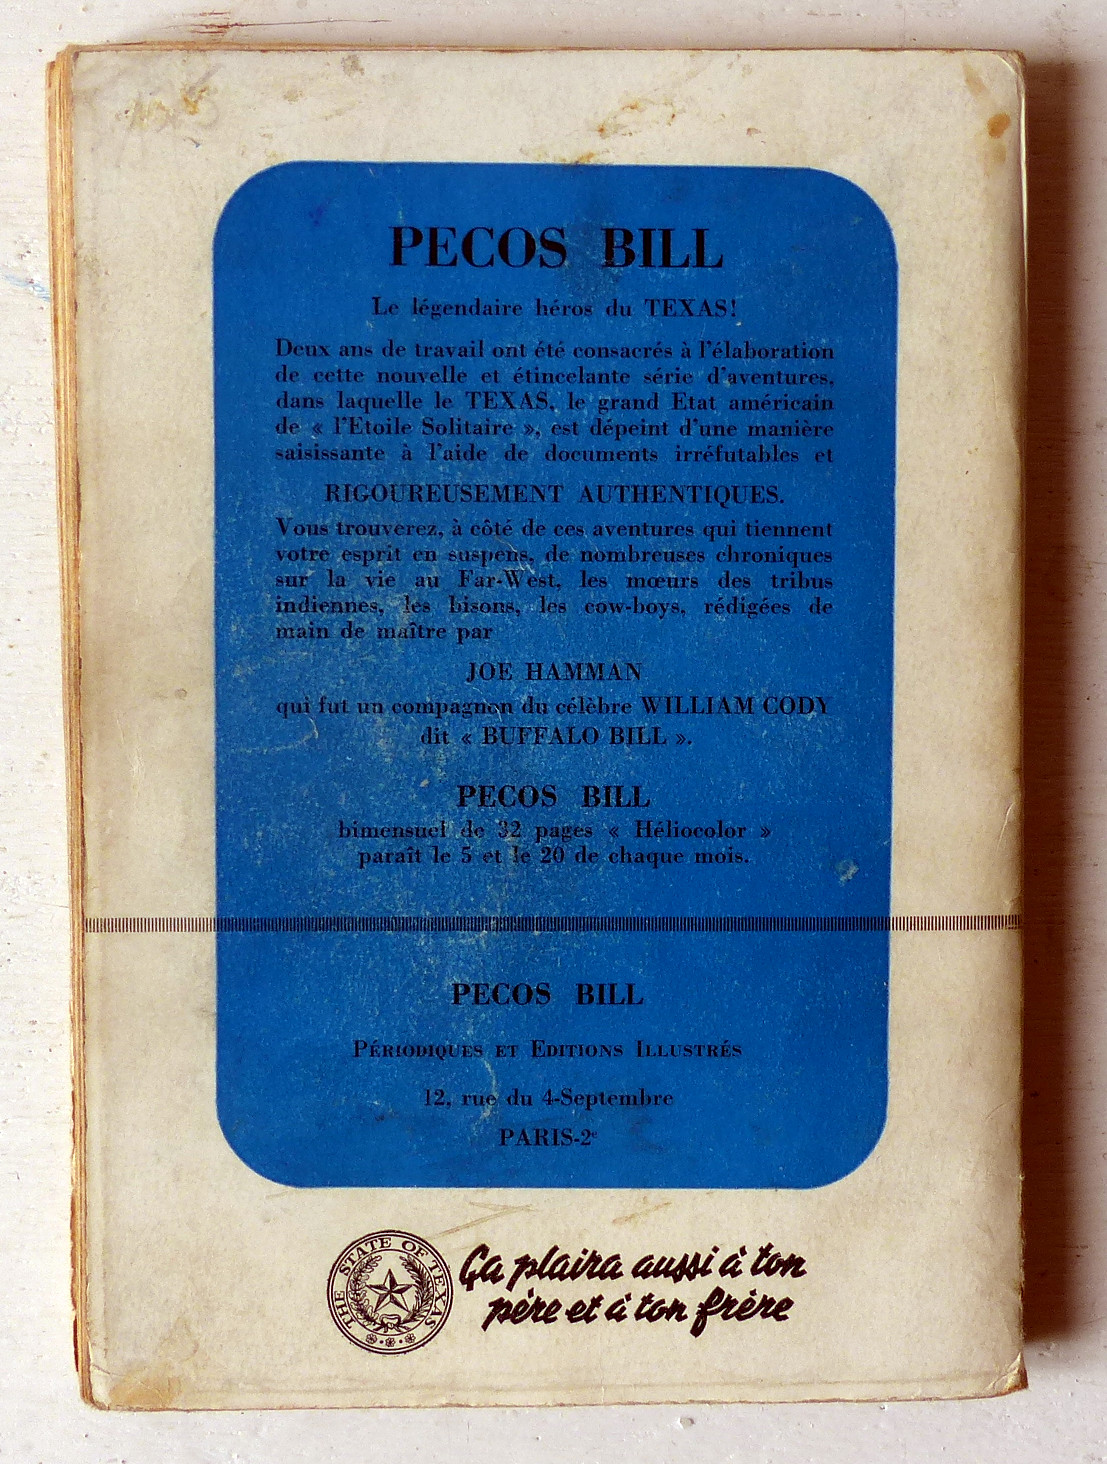 PECOS BILL
Le légendaire héros du TEXAS!
Deux ans de travail ont été consacrés à l'élaboration
de cette nouvelle et étincelante série d'aventures,
dans laquelle le TEXAS, le grand Etat américain
de « l'Etoile Solitaire », est dépeint d'une manière
saisissante à l'aide de documents irréfutables et
RIGOUREUSEMENT AUTHENTIQUES.
Vous trouverez, à côté de ces aventures qui tiennent
votre esprit en suspens, de nombreuses chroniques
sur la vie au Far-West, les mœurs des tribus
indiennes, les bisons, les cow-boys, rédigées de
main de maître par
JOE HAMMAN
qui fut un compagnon du célèbre WILLIAM CODY
dit « BUFFALO BILL ».
PECOS BILL
bimensuel de 32 pages « Héliocolor »
paraît le 5 et le 20 de chaque mois.
PECOS BILL
PÉRIODIQUES ET EDITIONS ILLUSTRÉS
12, rue du 4-Septembre
PARIS-2e
THE STATE OF TEXAS
Ça plaira aussi à ton
père et à ton frère